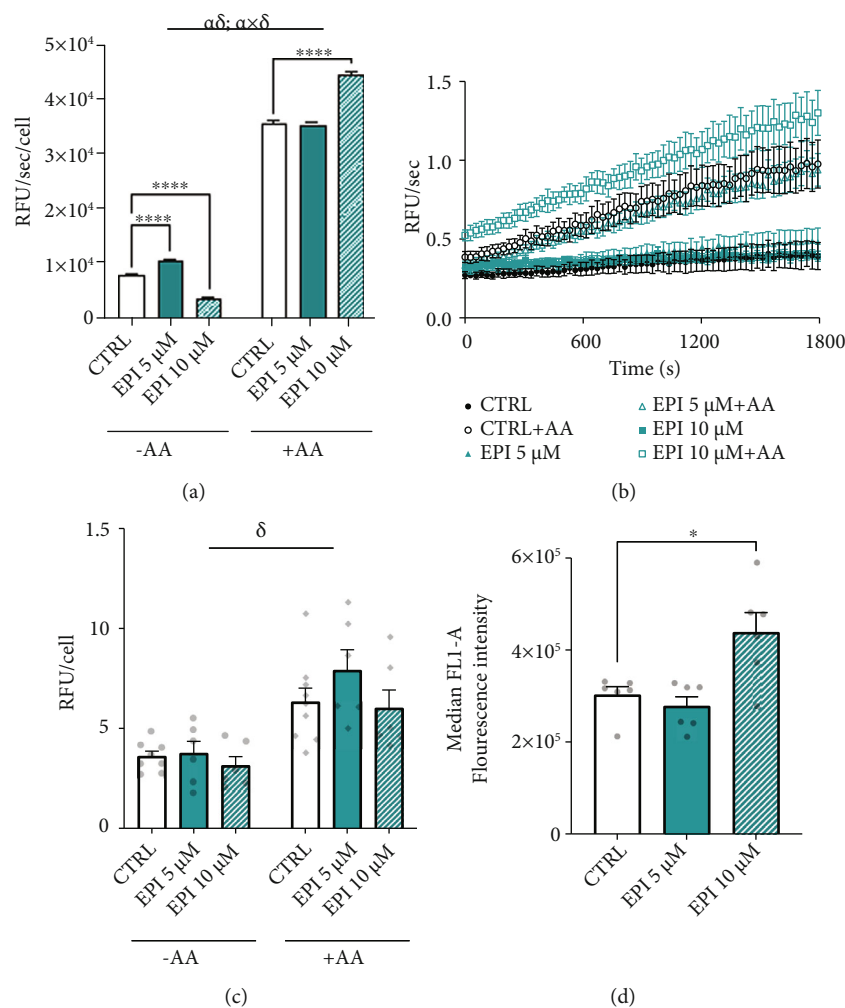 αδ; α×δ
5×10⁴
4×10⁴
3×10⁴
2×10⁴
1×10⁴
0
RFU/sec/cell
****
****
****
CTRL
EPI 5 μM
EPI 10 μM
CTRL
EPI 5 μM
EPI 10 μM
-AA
+AA
(a)
1.5
1.0
0.5
0.0
RFU/sec
0
600
1200
1800
Time (s)
CTRL
EPI 5 μM+AA
CTRL+AA
EPI 10 μM
EPI 5 μM
EPI 10 μM+AA
(b)
δ
1.5
10
5
0
RFU/cell
CTRL
EPI 5 μM
EPI 10 μM
CTRL
EPI 5 μM
EPI 10 μM
-AA
+AA
(c)
*
6×10⁵
4×10⁵
2×10⁵
0
Median FL1-A
Flourescence intensity
CTRL
EPI 5 μM
EPI 10 μM
(d)